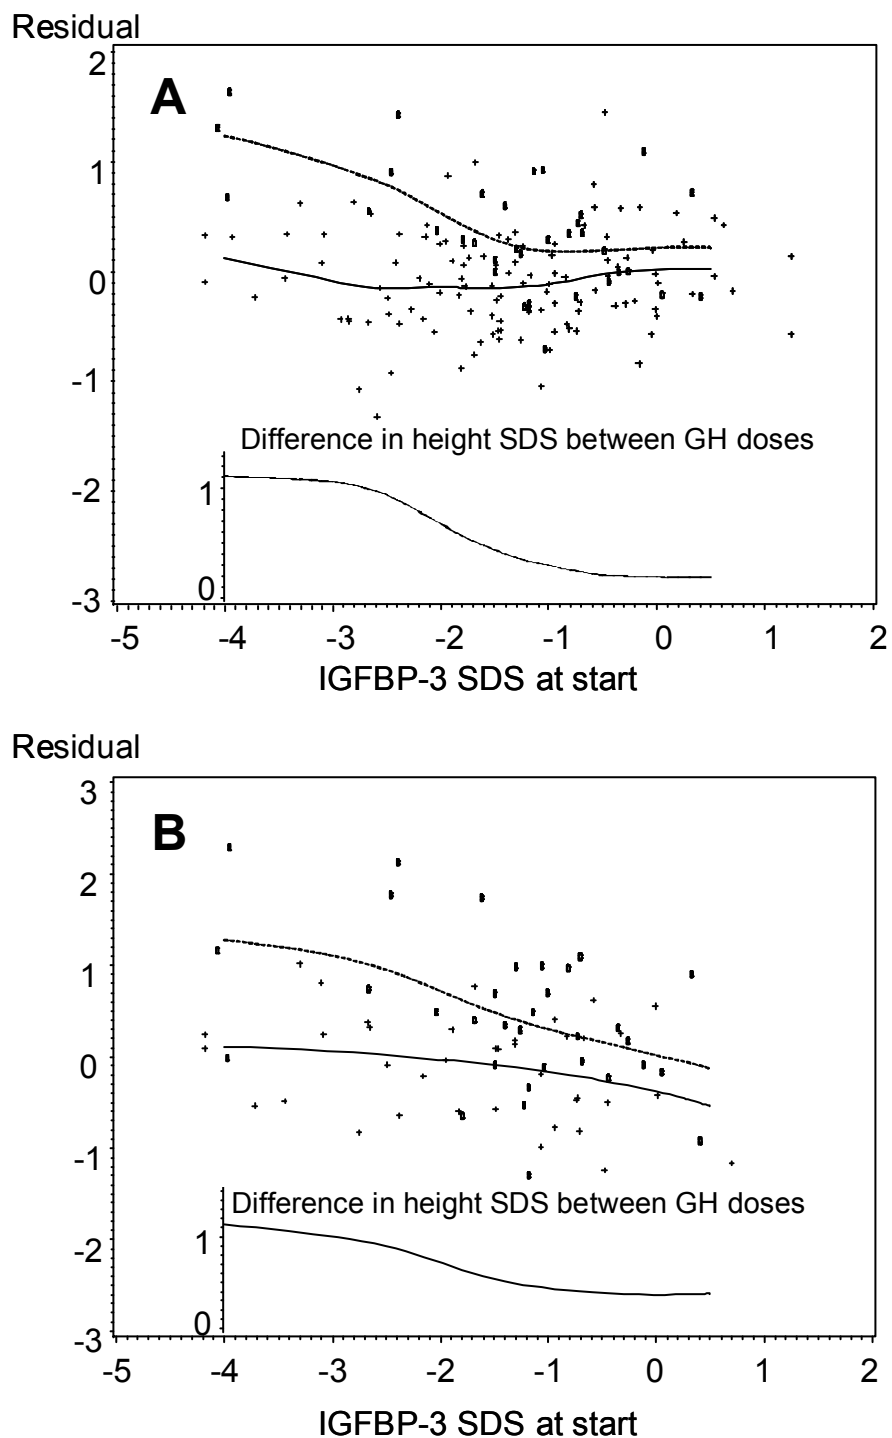 Residual
2
A
1
0
-1
Difference in height SDS between GH doses
-2
1
0
-3
-5 -4 -3 -2 -1 0 1 2
IGFBP-3 SDS at start
Residual
3
B
2
1
0
-1
Difference in height SDS between GH doses
1
-2
0
-3
-5 -4 -3 -2 -1 0 1 2
IGFBP-3 SDS at start